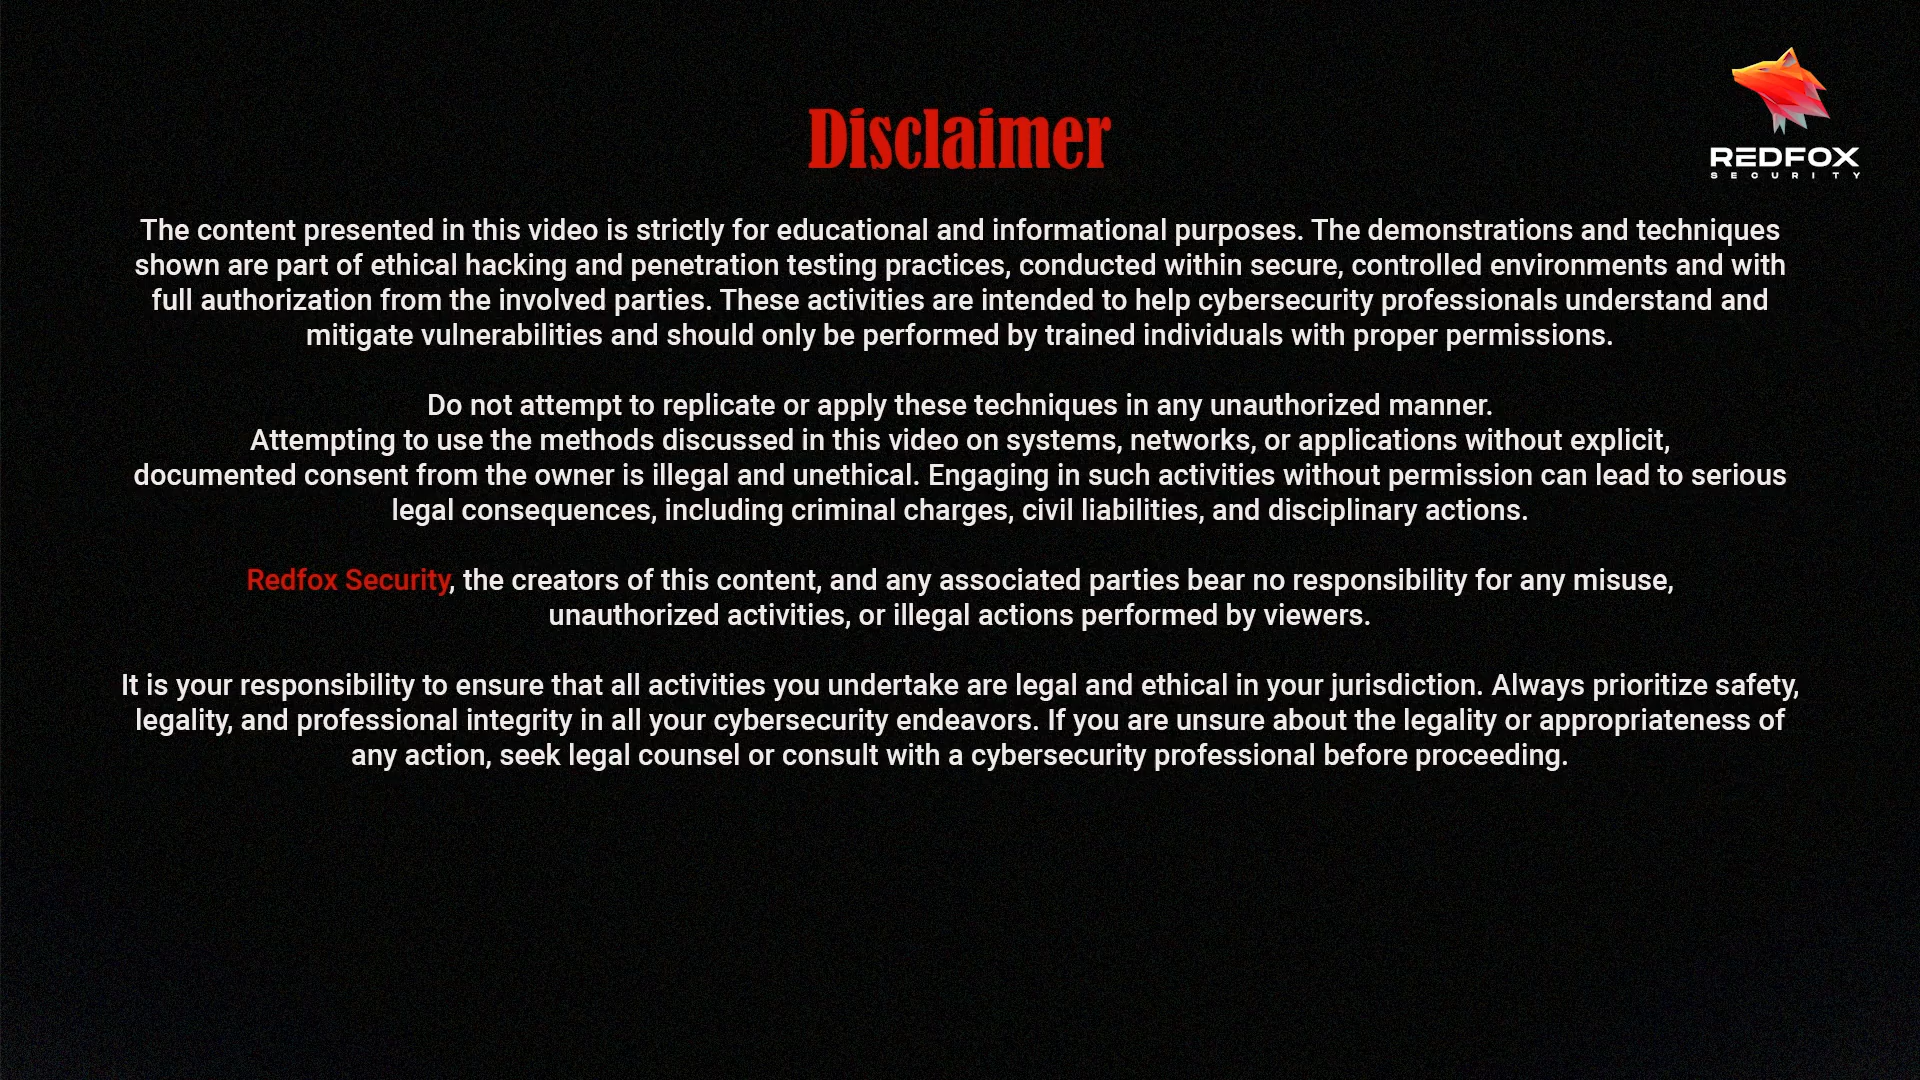 Disclaimer
REDFOX
SECURITY
The content presented in this video is strictly for educational and informational purposes. The demonstrations and techniques
shown are part of ethical hacking and penetration testing practices, conducted within secure, controlled environments and with
full authorization from the involved parties. These activities are intended to help cybersecurity professionals understand and
mitigate vulnerabilities and should only be performed by trained individuals with proper permissions.
Do not attempt to replicate or apply these techniques in any unauthorized manner.
Attempting to use the methods discussed in this video on systems, networks, or applications without explicit,
documented consent from the owner is illegal and unethical. Engaging in such activities without permission can lead to serious
legal consequences, including criminal charges, civil liabilities, and disciplinary actions.
Redfox Security, the creators of this content, and any associated parties bear no responsibility for any misuse,
unauthorized activities, or illegal actions performed by viewers.
It is your responsibility to ensure that all activities you undertake are legal and ethical in your jurisdiction. Always prioritize safety,
legality, and professional integrity in all your cybersecurity endeavors. If you are unsure about the legality or appropriateness of
any action, seek legal counsel or consult with a cybersecurity professional before proceeding.